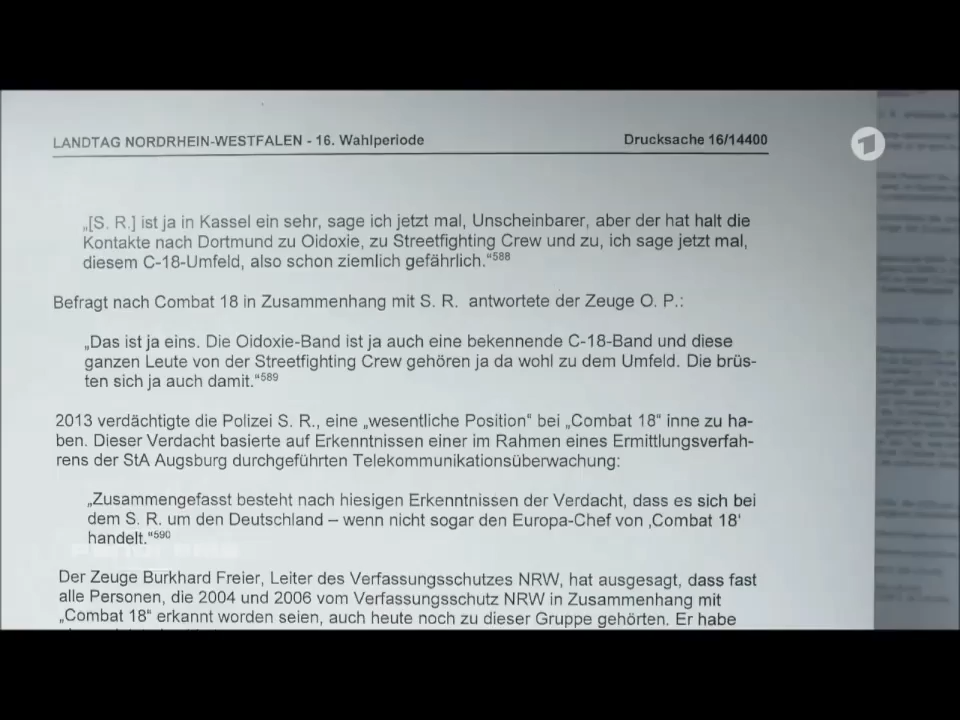 LANDTAG NORDRHEIN-WESTFALEN - 16. Wahlperiode Drucksache 16/14400
1
„[S. R.] ist ja in Kassel ein sehr, sage ich jetzt mal, Unscheinbarer, aber der hat halt die
Kontakte nach Dortmund zu Oidoxie, zu Streetfighting Crew und zu, ich sage jetzt mal,
diesem C-18-Umfeld, also schon ziemlich gefährlich.“588
Befragt nach Combat 18 in Zusammenhang mit S. R. antwortete der Zeuge O. P.:
„Das ist ja eins. Die Oidoxie-Band ist ja auch eine bekennende C-18-Band und diese
ganzen Leute von der Streetfighting Crew gehören ja da wohl zu dem Umfeld. Die brüs-
ten sich ja auch damit.“589
2013 verdächtigte die Polizei S. R., eine „wesentliche Position“ bei „Combat 18“ inne zu ha-
ben. Dieser Verdacht basierte auf Erkenntnissen einer im Rahmen eines Ermittlungsverfah-
rens der StA Augsburg durchgeführten Telekommunikationsüberwachung:
„Zusammengefasst besteht nach hiesigen Erkenntnissen der Verdacht, dass es sich bei
dem S. R. um den Deutschland – wenn nicht sogar den Europa-Chef von ‚Combat 18‘
handelt.“590
Der Zeuge Burkhard Freier, Leiter des Verfassungsschutzes NRW, hat ausgesagt, dass fast
alle Personen, die 2004 und 2006 vom Verfassungsschutz NRW in Zusammenhang mit
„Combat 18“ erkannt worden seien, auch heute noch zu dieser Gruppe gehörten. Er habe